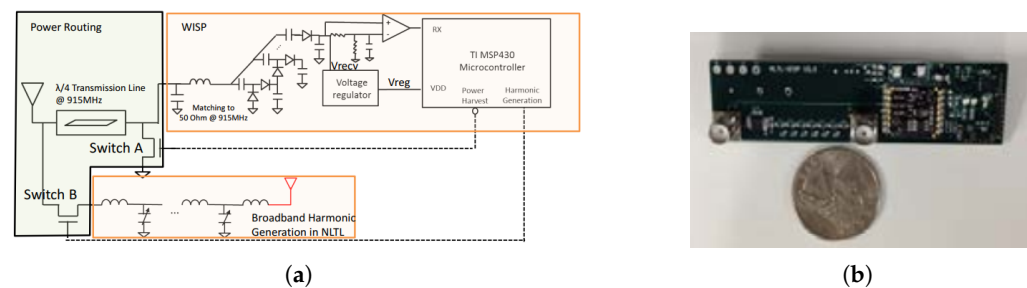 Power Routing
WISP
λ/4 Transmission Line
@ 915MHz
Switch A
Switch B
Matching to
50 Ohm @ 915MHz
...
+
-
Vrecv
Voltage
regulator
Vreg
RX
TI MSP430
Microcontroller
VDD
Power
Harvest
Harmonic
Generation
...
Broadband Harmonic
Generation in NLTL
(a)
(b)